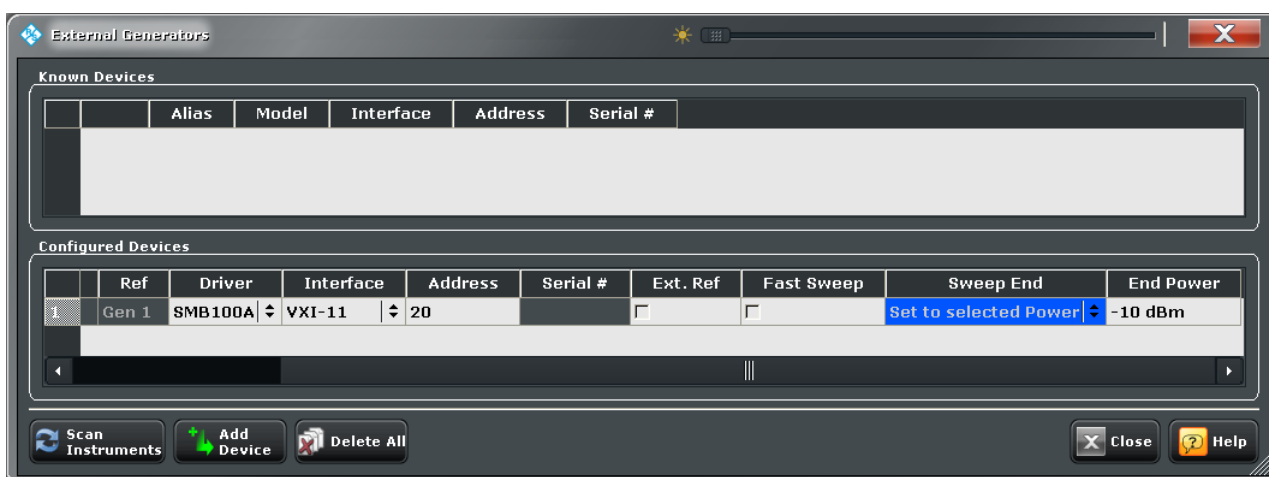 External Generators
Known Devices
Alias Model Interface Address Serial #
Configured Devices
Ref Driver Interface Address Serial # Ext. Ref Fast Sweep Sweep End End Power
1 Gen 1 SMB100A VXI-11 20 Set to selected Power -10 dBm
Scan Instruments Add Device Delete All Close Help